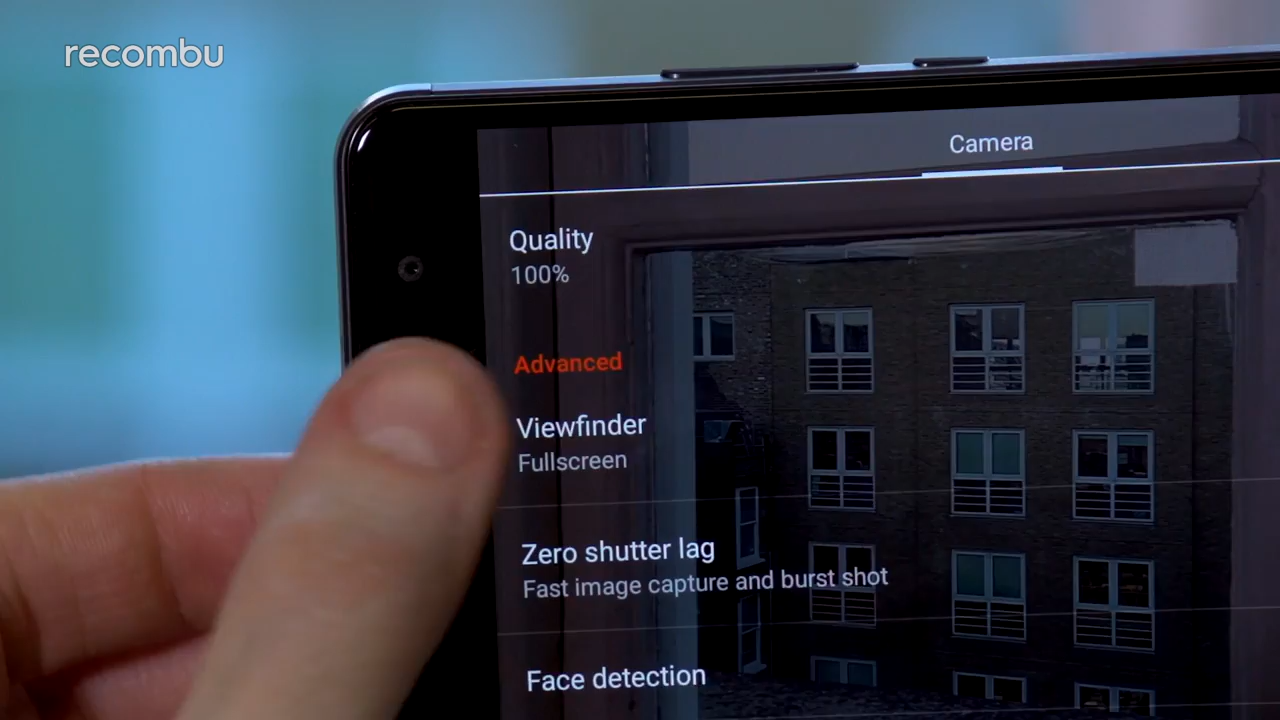 recombu
Camera
Quality
100%
Advanced
Viewfinder
Fullscreen
Zero shutter lag
Fast image capture and burst shot
Face detection